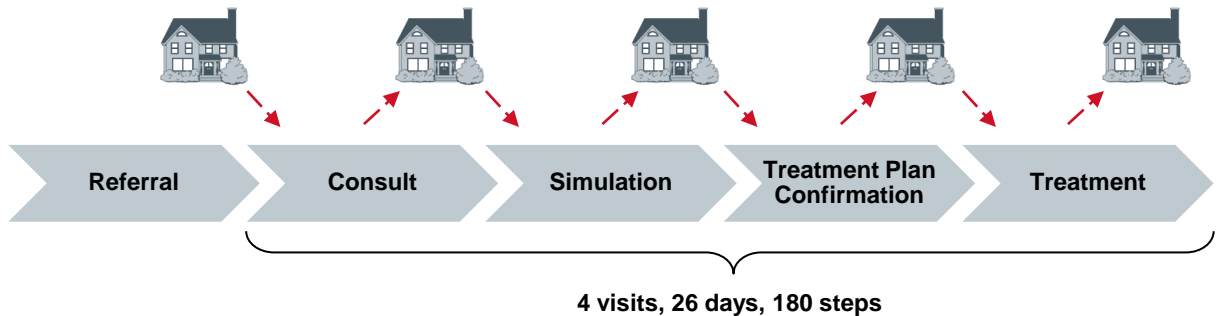 Referral
Consult
Simulation
Treatment Plan
Confirmation
Treatment
4 visits, 26 days, 180 steps